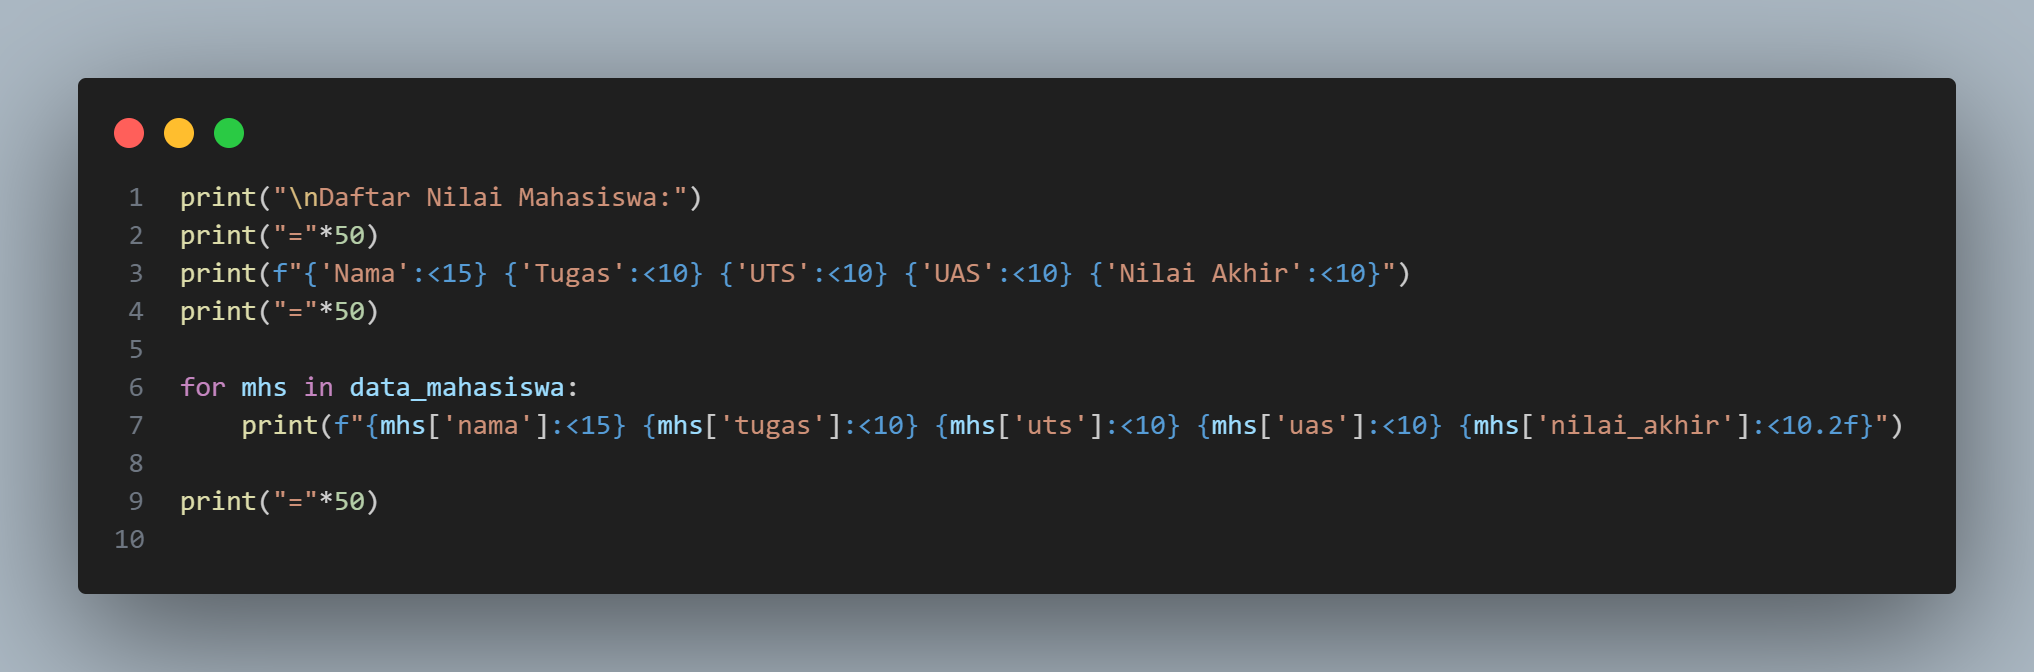 1 print("\nDaftar Nilai Mahasiswa:")
2 print("="*50)
3 print(f"{'Nama':<15} {'Tugas':<10} {'UTS':<10} {'UAS':<10} {'Nilai Akhir':<10}")
4 print("="*50)
5
6 for mhs in data_mahasiswa:
7     print(f"{mhs['nama']:<15} {mhs['tugas']:<10} {mhs['uts']:<10} {mhs['uas']:<10} {mhs['nilai_akhir']:<10.2f}")
8
9 print("="*50)
10